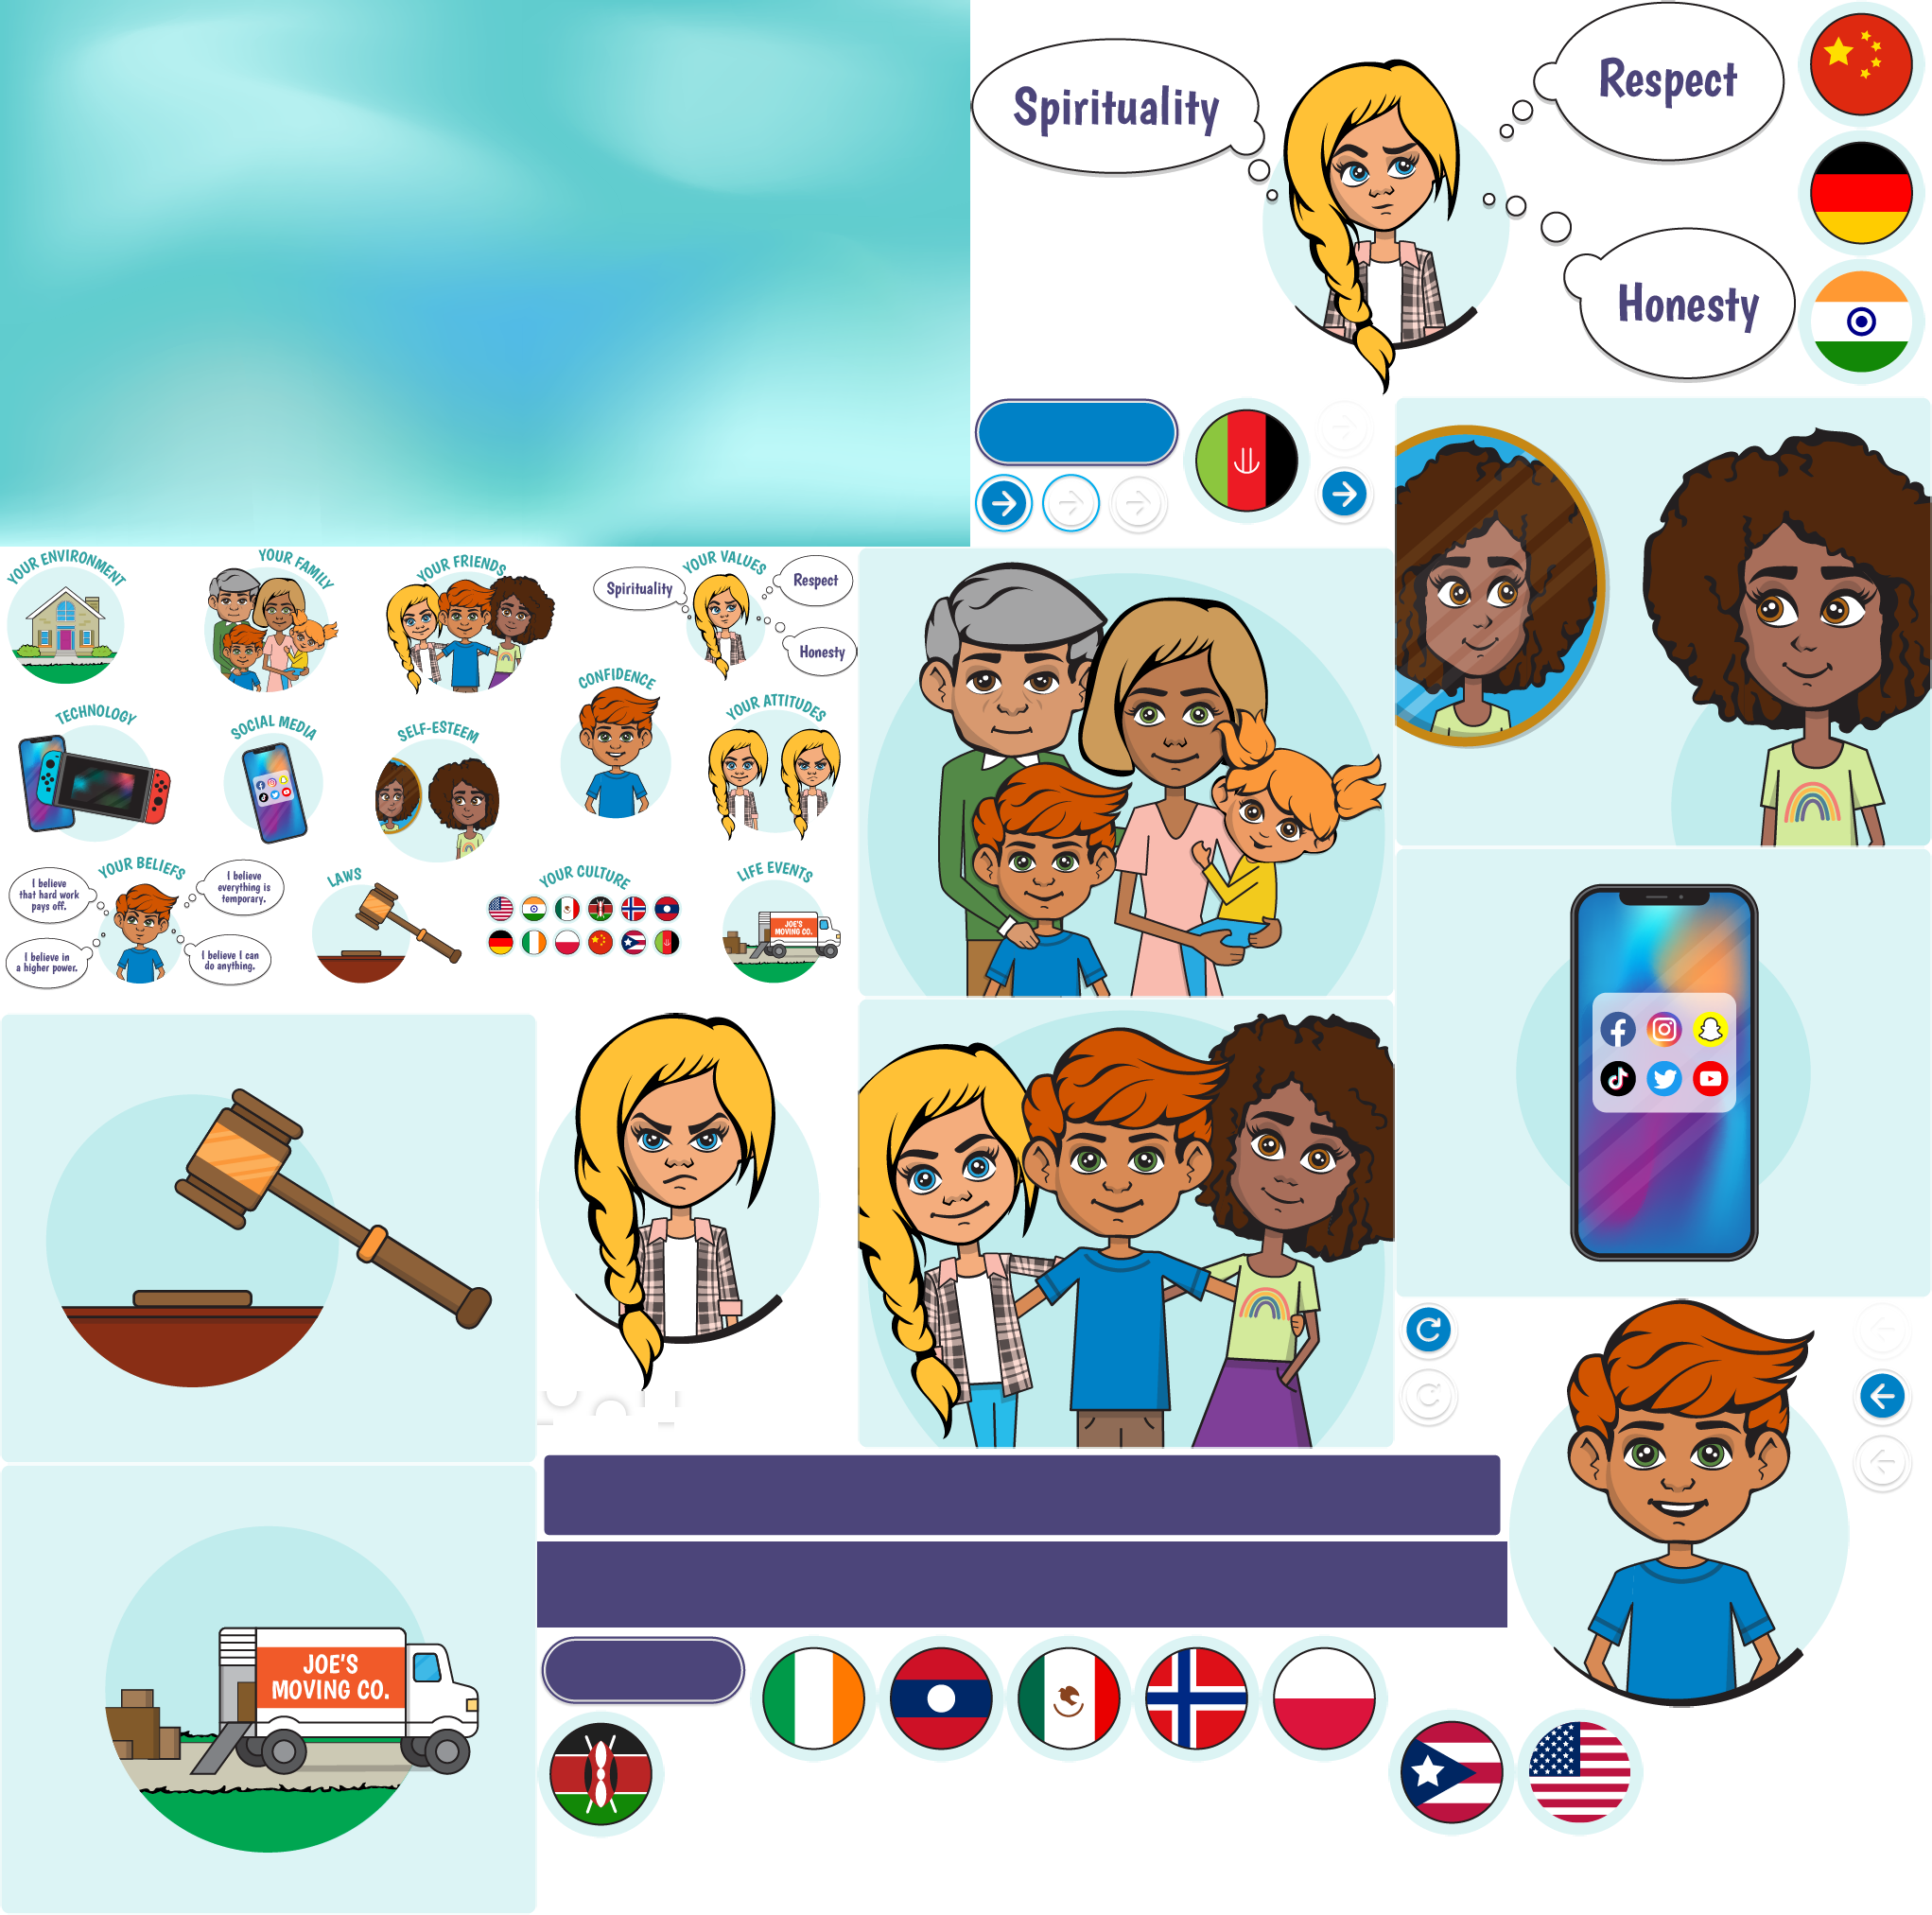 Spirituality
Respect
Honesty
YOUR ENVIRONMENT
YOUR FAMILY
YOUR FRIENDS
YOUR VALUES
Spirituality
Respect
Honesty
CONFIDENCE
TECHNOLOGY
SOCIAL MEDIA
SELF-ESTEEM
YOUR ATTITUDES
YOUR BELIEFS
I believe
that hard work
pays off.
I believe
everything is
temporary.
I believe in
a higher power.
I believe I can
do anything.
LAWS
YOUR CULTURE
LIFE EVENTS
JOE'S
MOVING CO.
JOE'S
MOVING CO.